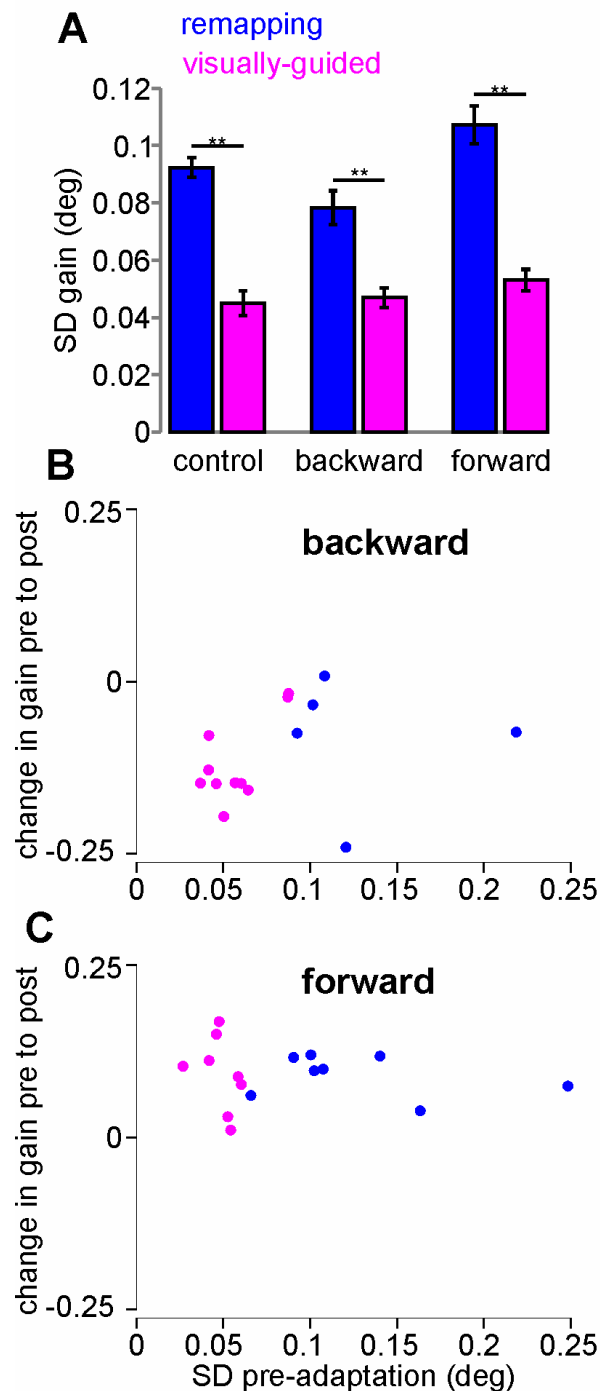 A
remapping
visually-guided
0.12
0.1
0.08
0.06
0.04
0.02
0
SD gain (deg)
**
**
**
control backward forward
B
backward
0.25
0
-0.25
change in gain pre to post
0 0.05 0.1 0.15 0.2 0.25
C
forward
0.25
0
-0.25
change in gain pre to post
0 0.05 0.1 0.15 0.2 0.25
SD pre-adaptation (deg)